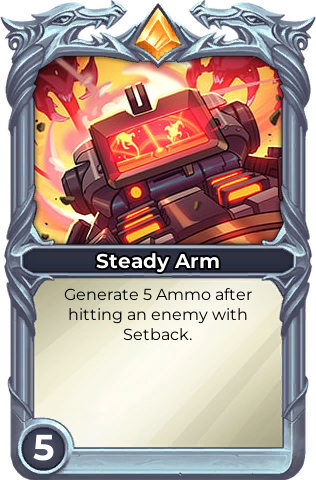 Steady Arm
Generate 5 Ammo after
hitting an enemy with
Setback.
5